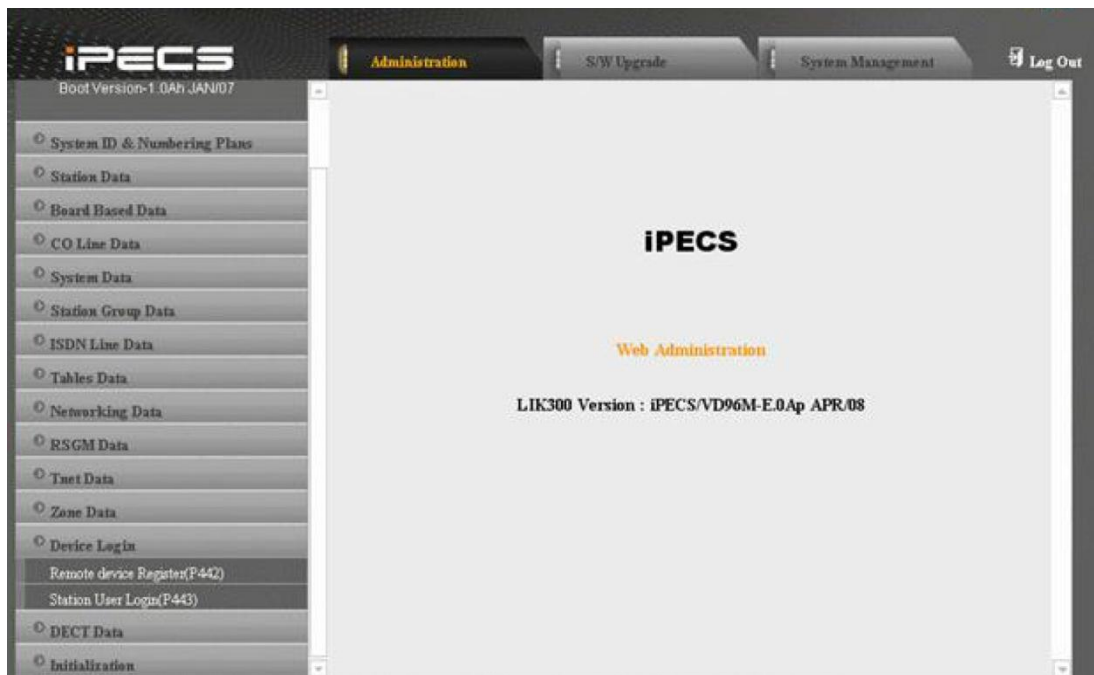 iPECS
Administration
S/W Upgrade
System Management
Log Out
Boot Version-1.0Ah JAN/07
System ID & Numbering Plans
Station Data
Board Based Data
CO Line Data
System Data
Station Group Data
ISDN Line Data
Tables Data
Networking Data
RSGM Data
Tnet Data
Zone Data
Device Login
Remote device Register(P442)
Station User Login(P443)
DECT Data
Initialization
iPECS
Web Administration
LIK300 Version : iPECS/VD96M-E.0Ap APR/08